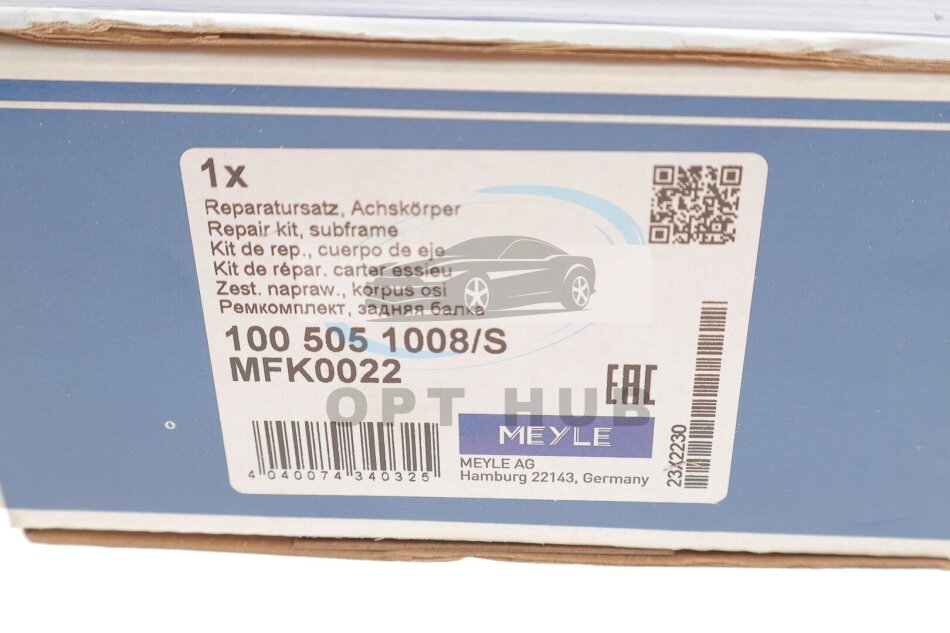 1x
Reparatursatz, Achskörper
Repair kit, subframe
Kit de rep., cuerpo de eje
Kit de répar. carter essieu
Zest. napraw., korpus osi
Ремкомплект, задняя балка
100 505 1008/S
MFK0022
EAC
OPT HUB
MEYLE
MEYLE AG
Hamburg 22143, Germany
4 040074 340325
23X2230